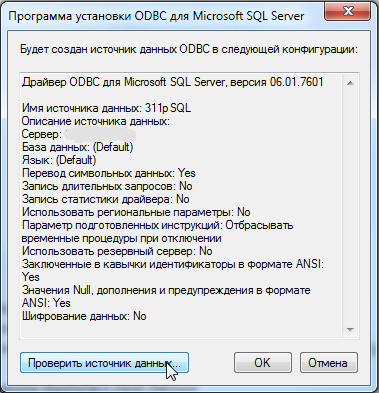 Программа установки ODBC для Microsoft SQL Server
Будет создан источник данных ODBC в следующей конфигурации:
Драйвер ODBC для Microsoft SQL Server, версия 06.01.7601
Имя источника данных: 311pSQL
Описание источника данных:
Сервер:
База данных: (Default)
Язык: (Default)
Перевод символьных данных: Yes
Запись длительных запросов: No
Запись статистики драйвера: No
Использовать региональные параметры: No
Параметр подготовленных инструкций: Отбрасывать
временные процедуры при отключении
Использовать резервный сервер: No
Заключенные в кавычки идентификаторы в формате ANSI:
Yes
Значения Null, дополнения и предупреждения в формате
ANSI: Yes
Шифрование данных: No
Проверить источник данных...
OK
Отмена